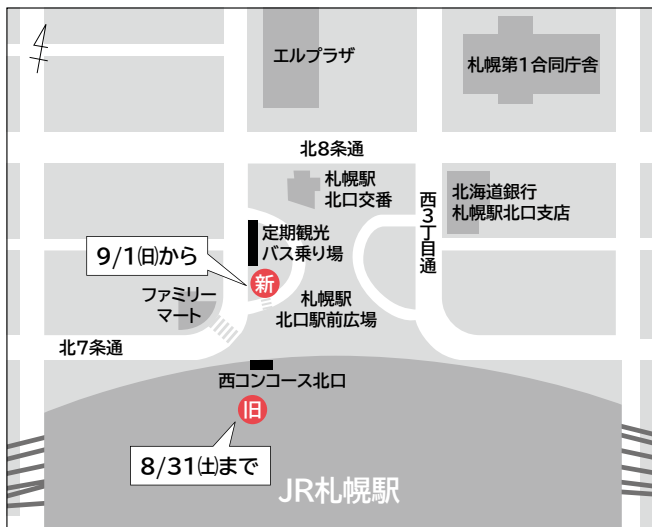 エルプラザ
札幌第1合同庁舎
北8条通
札幌駅
北口交番
西3丁目通
北海道銀行
札幌駅北口支店
定期観光
バス乗り場
9/1(日)から
新
ファミリー
マート
札幌駅
北口駅前広場
北7条通
西コンコース北口
旧
8/31(土)まで
JR札幌駅